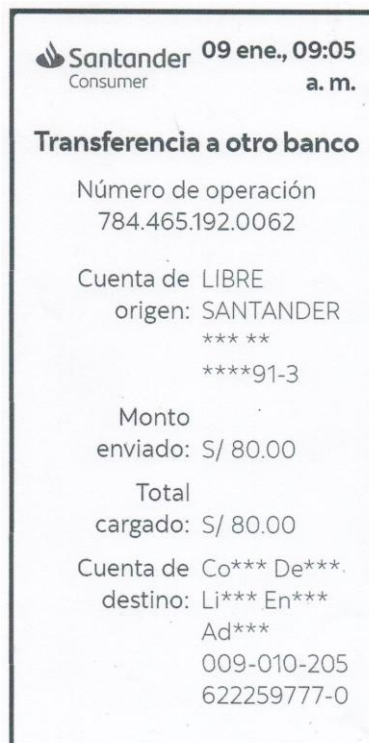 Santander 09 ene., 09:05
Consumer a. m.
Transferencia a otro banco
Número de operación
784.465.192.0062
Cuenta de LIBRE
origen: SANTANDER
*** **
****91-3
Monto
enviado: S/ 80.00
Total
cargado: S/ 80.00
Cuenta de Co*** De***
destino: Li*** En***
Ad***
009-010-205
622259777-0